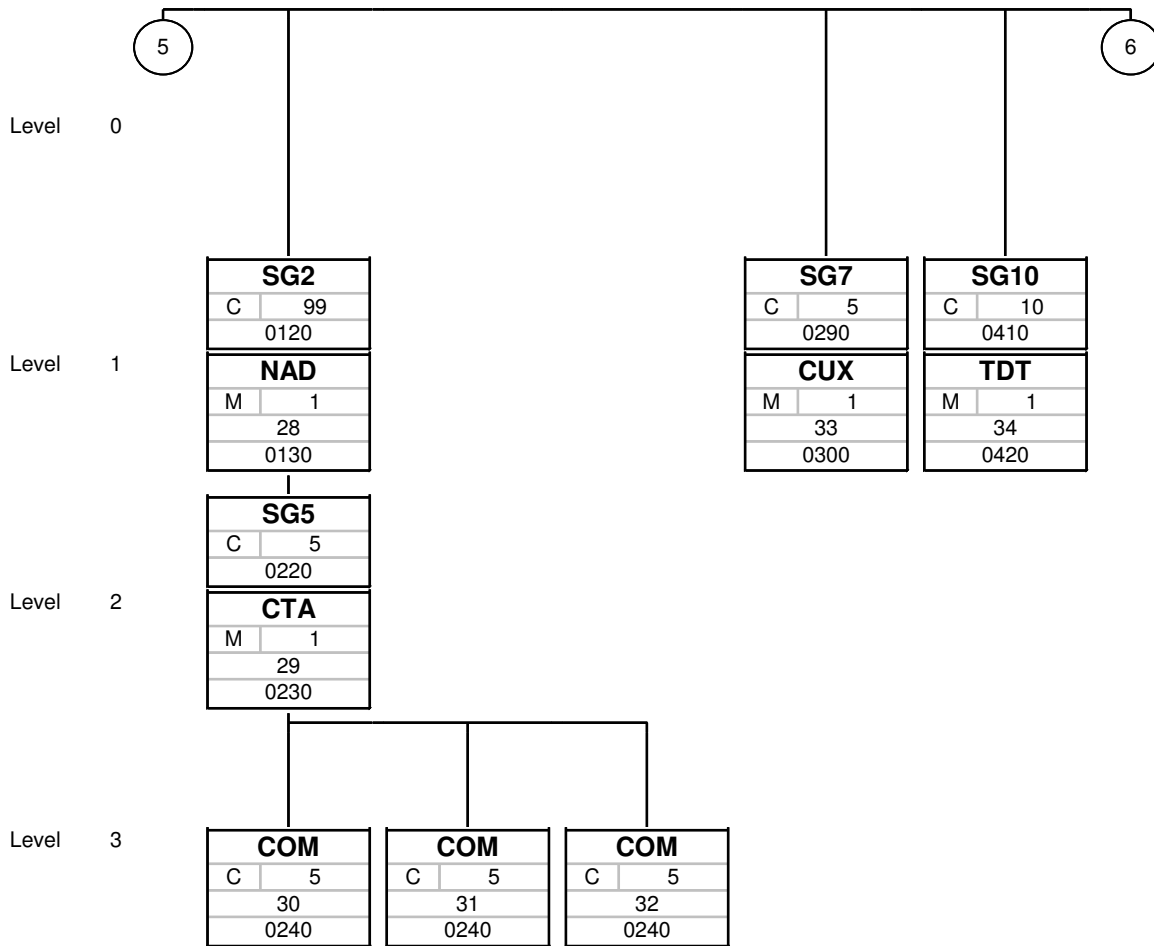 5 6
Level 0
SG2 SG7 SG10
C 99 C 5 C 10
0120 0290 0410
Level 1
NAD CUX TDT
M 1 M 1 M 1
28 33 34
0130 0300 0420
SG5
C 5
0220
Level 2
CTA
M 1
29
0230
Level 3
COM COM COM
C 5 C 5 C 5
30 31 32
0240 0240 0240